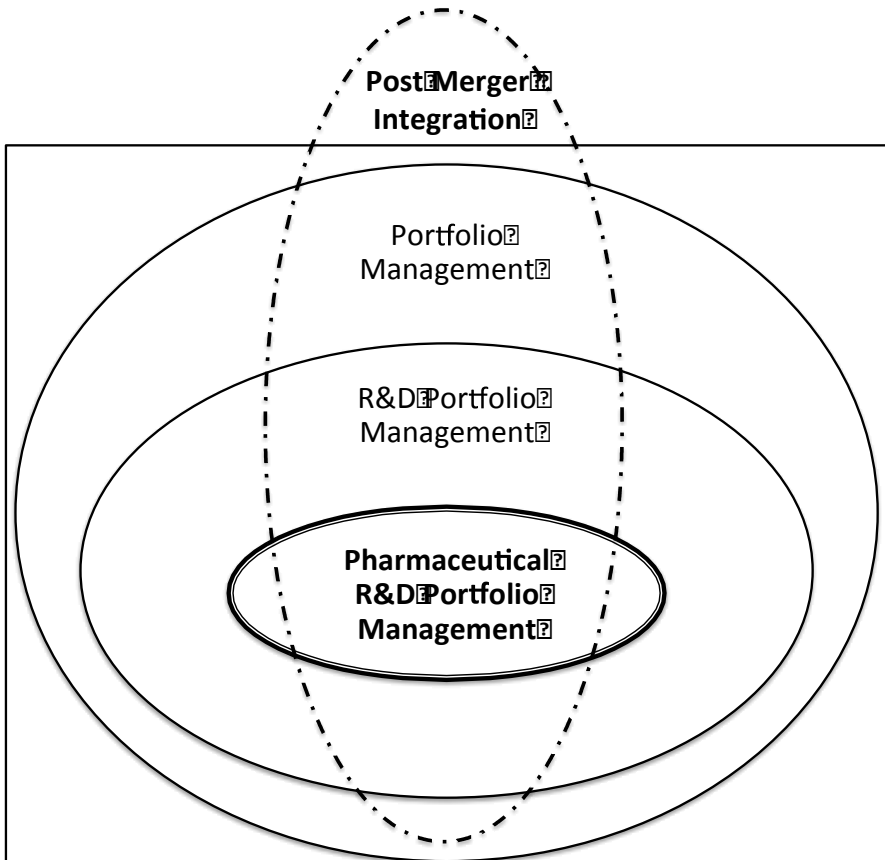 Post Merger
Integration
Portfolio
Management
R&D Portfolio
Management
Pharmaceutical
R&D Portfolio
Management